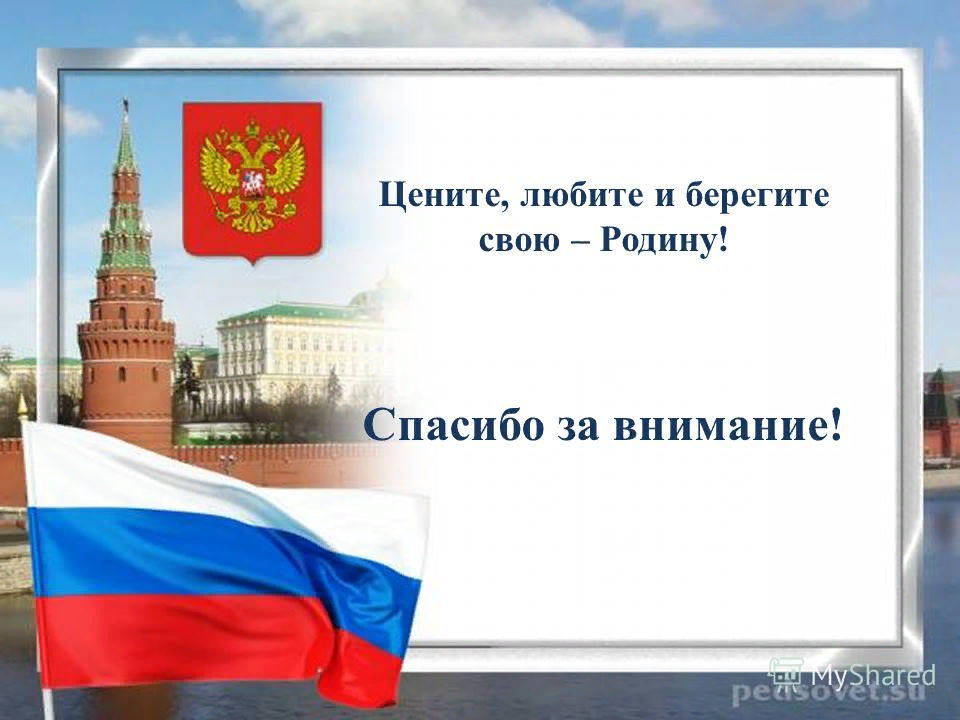 Цените, любите и берегите
свою – Родину!
Спасибо за внимание!
MyShared
pedsovet.su